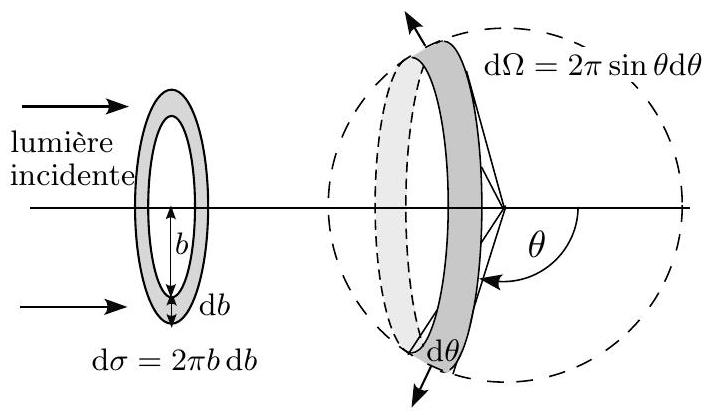 dΩ = 2π sin θdθ
lumière
incidente
b
db
θ
dθ
dσ = 2πb db